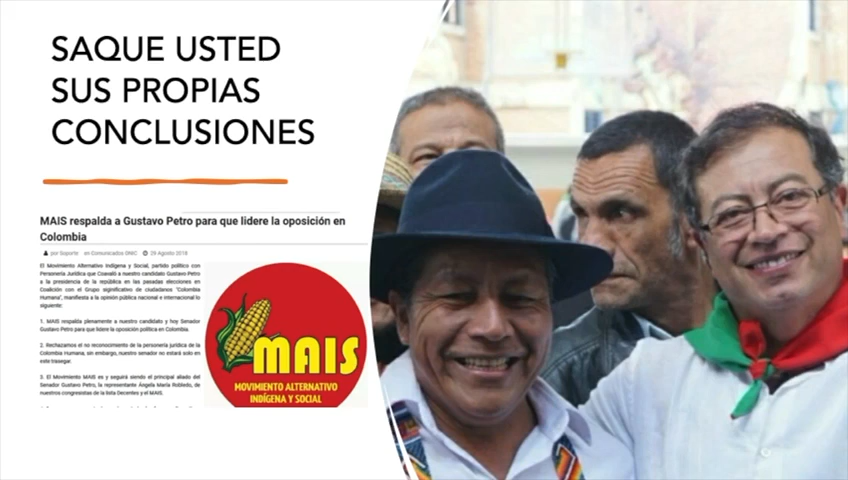 SAQUE USTED
SUS PROPIAS
CONCLUSIONES
MAIS respalda a Gustavo Petro para que lidere la oposición en
Colombia
por Soporte en Comunicados ONIC 29 Agosto 2018
El Movimiento Alternativo Indígena y Social, partido político con
Personería Jurídica que Coavaló a nuestro candidato Gustavo Petro
a la presidencia de la república en las pasadas elecciones en
Coalición con el Grupo significativo de ciudadanos "Colombia
Humana", manifiesta a la opinión pública nacional e internacional lo
siguiente:
1. MAIS respalda plenamente a nuestro candidato y hoy Senador
Gustavo Petro para que lidere la oposición política en Colombia.
2. Rechazamos el no reconocimiento de la personería jurídica de la
Colombia Humana, sin embargo, nuestro senador no estará solo en
este trasegar.
3. El Movimiento MAIS es y seguirá siendo el principal aliado del
Senador Gustavo Petro, la representante Ángela María Robledo, de
nuestros congresistas de la lista Decentes y el MAIS.
MAIS
MOVIMIENTO ALTERNATIVO
INDÍGENA Y SOCIAL